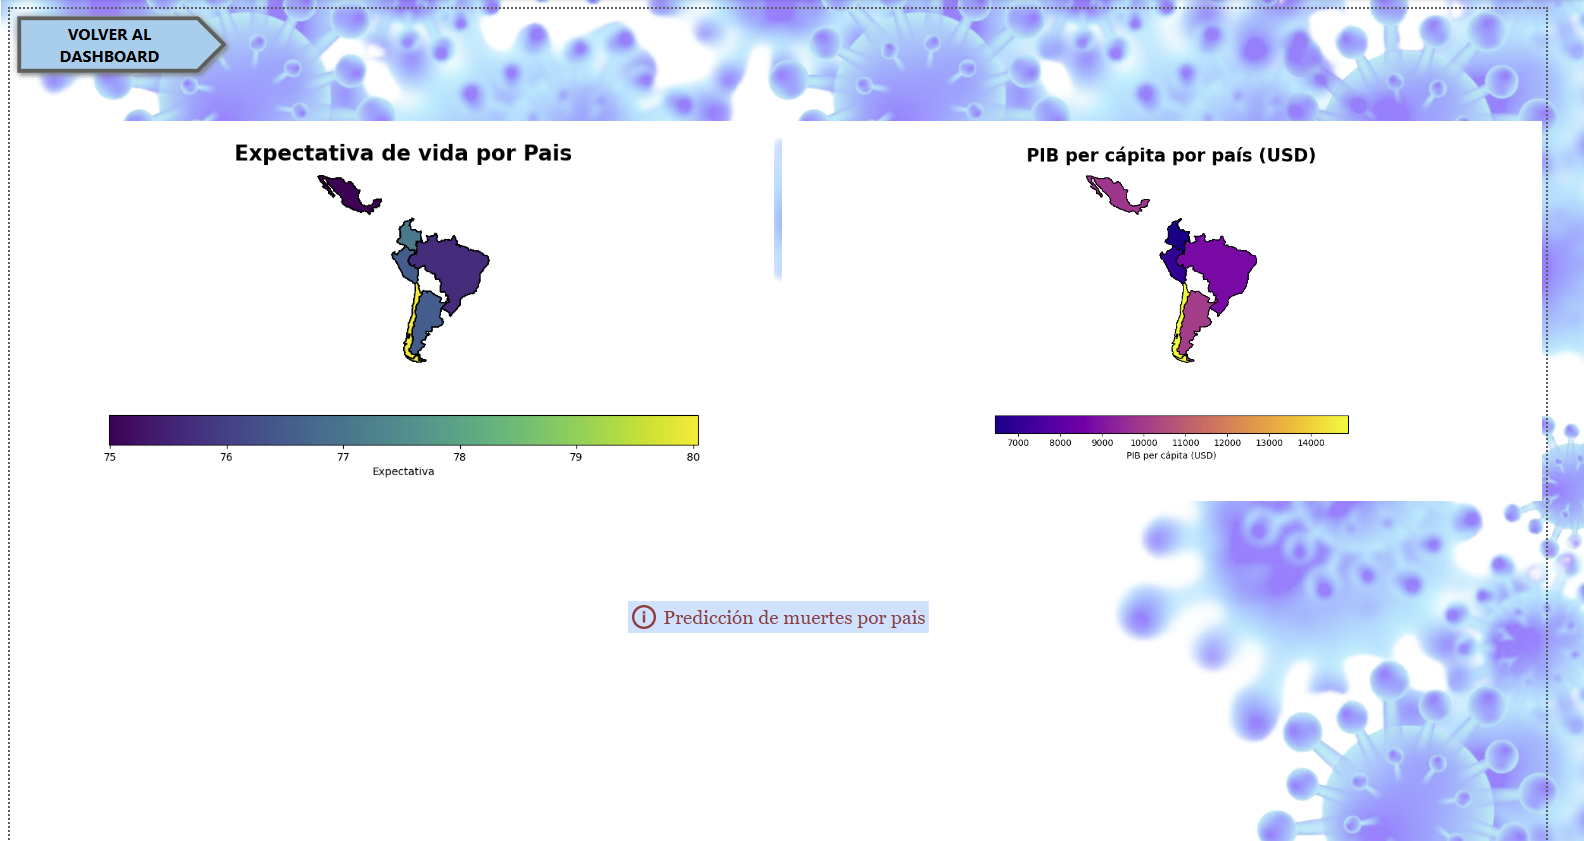 VOLVER AL
DASHBOARD
Expectativa de vida por Pais
75 76 77 78 79 80
Expectativa
PIB per cápita por país (USD)
7000 8000 9000 10000 11000 12000 13000 14000
PIB per cápita (USD)
Predicción de muertes por pais